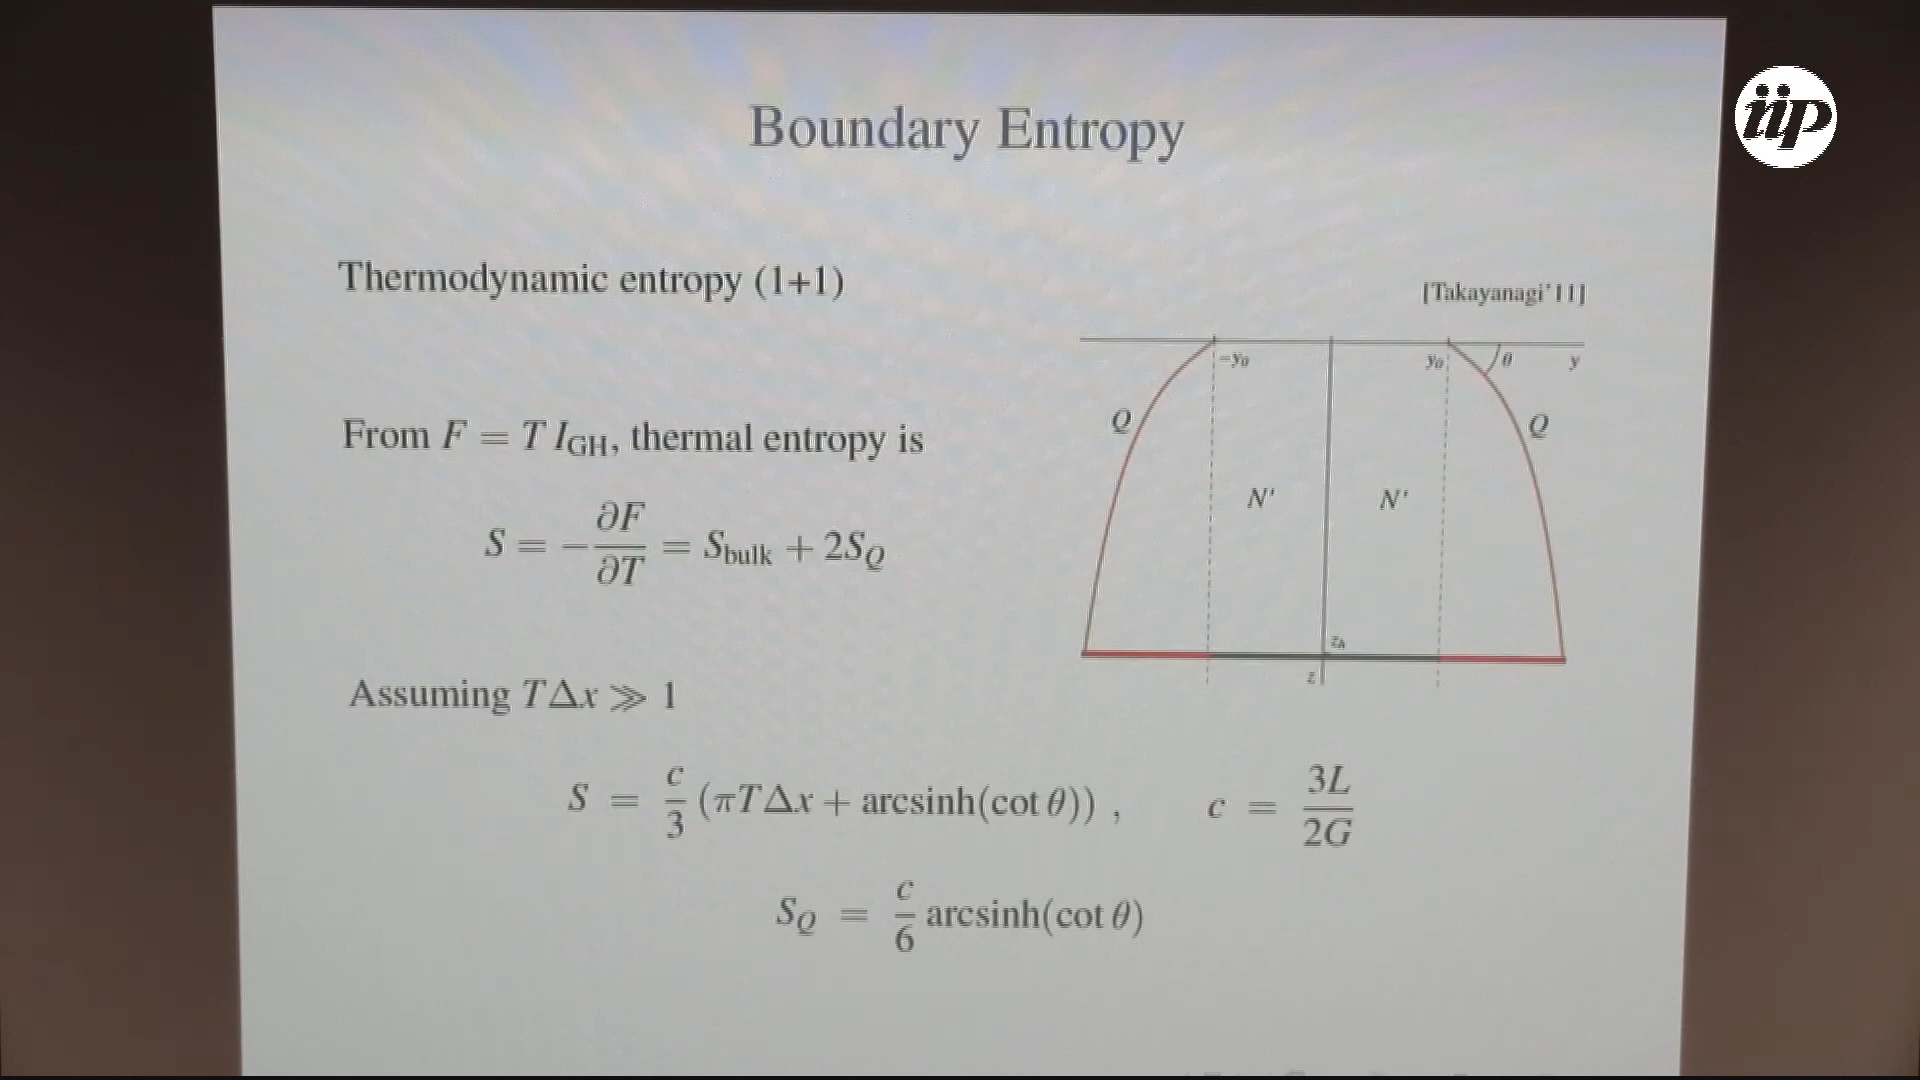 iip
Boundary Entropy
Thermodynamic entropy (1+1)
[Takayanagi'11]
−y₀ y₀ θ y
Q Q
From F = T I_GH, thermal entropy is
N' N'
S = −∂F/∂T = S_bulk + 2S_Q
z_h
z
Assuming TΔx ≫ 1
S = c/3 (πTΔx + arcsinh(cot θ)) , c = 3L/2G
S_Q = c/6 arcsinh(cot θ)